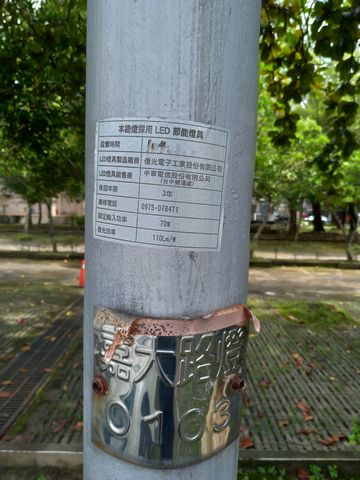 本路燈採用 LED 節能燈具
設置時間
LED燈具製造廠商 億光電子工業股份有限公司
LED燈具銷售商 中華電信股份有限公司
(台中營運處)
保固年限 3年
維修電話 0975-078471
額定輸入功率 70W
發光效率 110Lm/W
嘉大路燈
0103